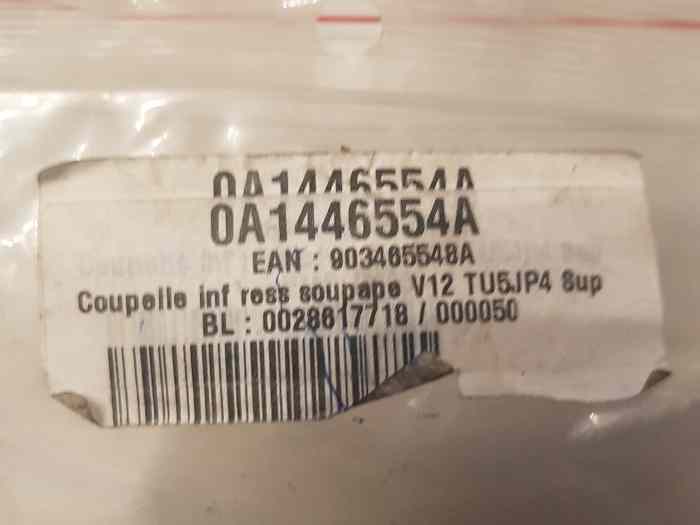 0A1446554A
0A1446554A
EAN : 903465548A
Coupelle inf ress soupape V12 TU5JP4 Sup
BL : 0028617718 / 000050